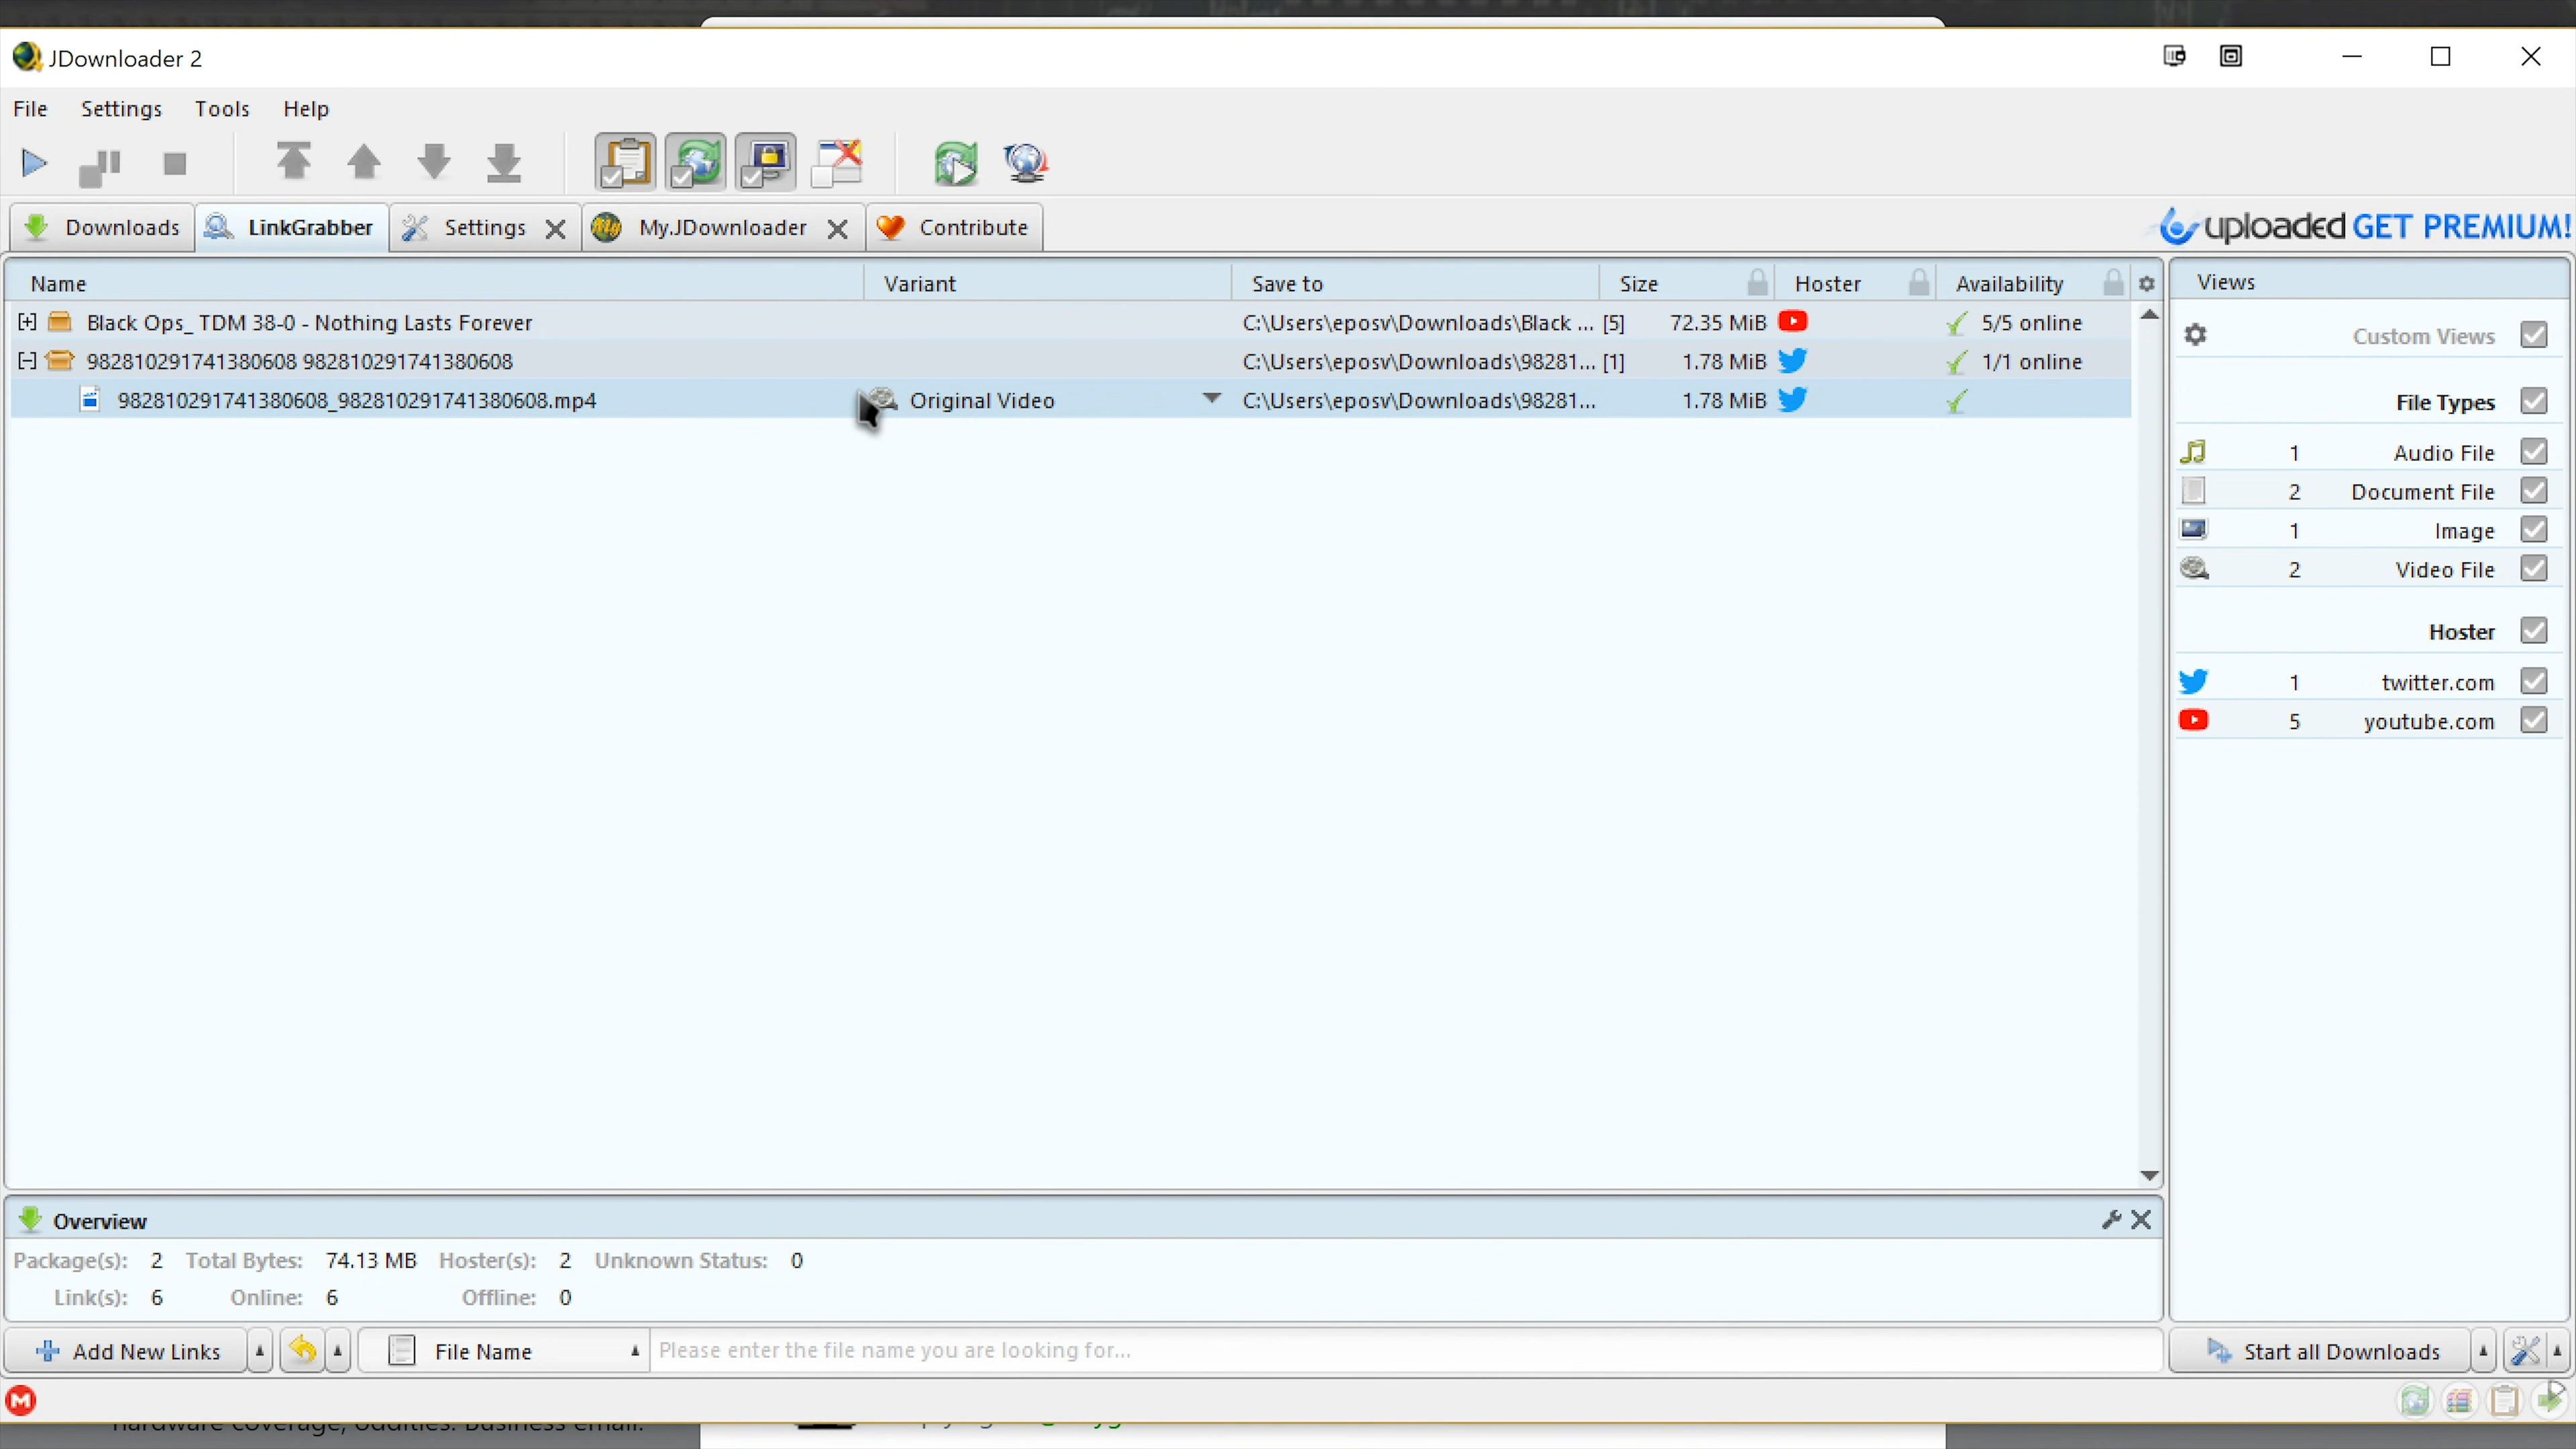 JDownloader 2
File Settings Tools Help
Downloads LinkGrabber Settings My.JDownloader Contribute uploaded GET PREMIUM!
Name Variant Save to Size Hoster Availability
[+] Black Ops_ TDM 38-0 - Nothing Lasts Forever C:\Users\eposv\Downloads\Black ... [5] 72.35 MiB 5/5 online
[-] 982810291741380608 982810291741380608 C:\Users\eposv\Downloads\98281... [1] 1.78 MiB 1/1 online
982810291741380608_982810291741380608.mp4 Original Video C:\Users\eposv\Downloads\98281... 1.78 MiB
Views
Custom Views
File Types
1 Audio File
2 Document File
1 Image
2 Video File
Hoster
1 twitter.com
5 youtube.com
Overview
Package(s): 2 Total Bytes: 74.13 MB Hoster(s): 2 Unknown Status: 0
Link(s): 6 Online: 6 Offline: 0
Add New Links File Name Please enter the file name you are looking for... Start all Downloads
M
hardware coverage, oddities. Business email: